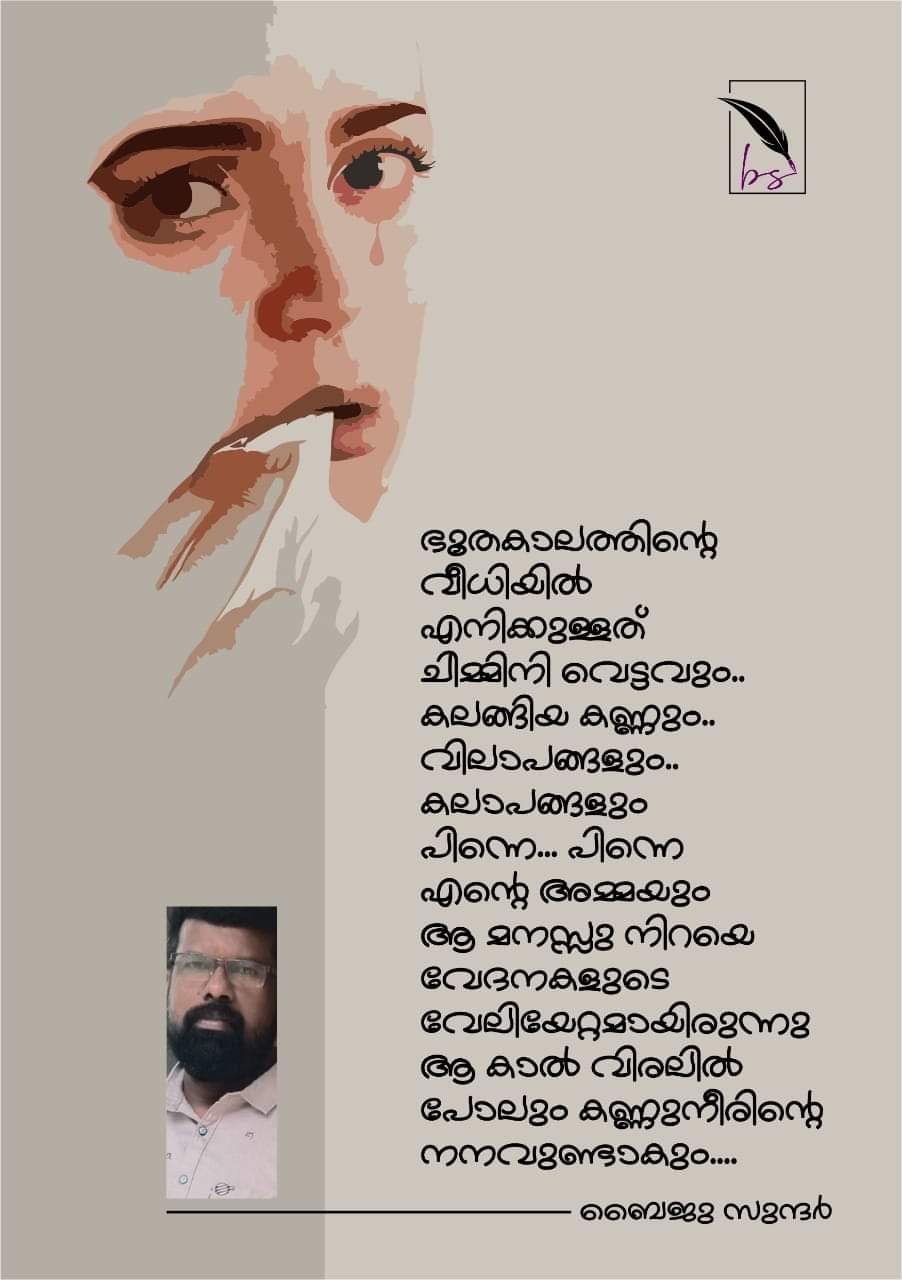 bs
ഭൂതകാലത്തിന്റെ
വീധിയിൽ
എനിക്കുള്ളത്
ചിമ്മിനി വെട്ടവും..
കലങ്ങിയ കണ്ണും..
വിലാപങ്ങളും..
കലാപങ്ങളും
പിന്നെ... പിന്നെ
എന്റെ അമ്മയും
ആ മനസ്സു നിറയെ
വേദനകളുടെ
വേലിയേറ്റമായിരുന്നു
ആ കാൽ വിരലിൽ
പോലും കണ്ണുനീരിന്റെ
നനവുണ്ടാകും....
ബൈജു സുന്ദർ